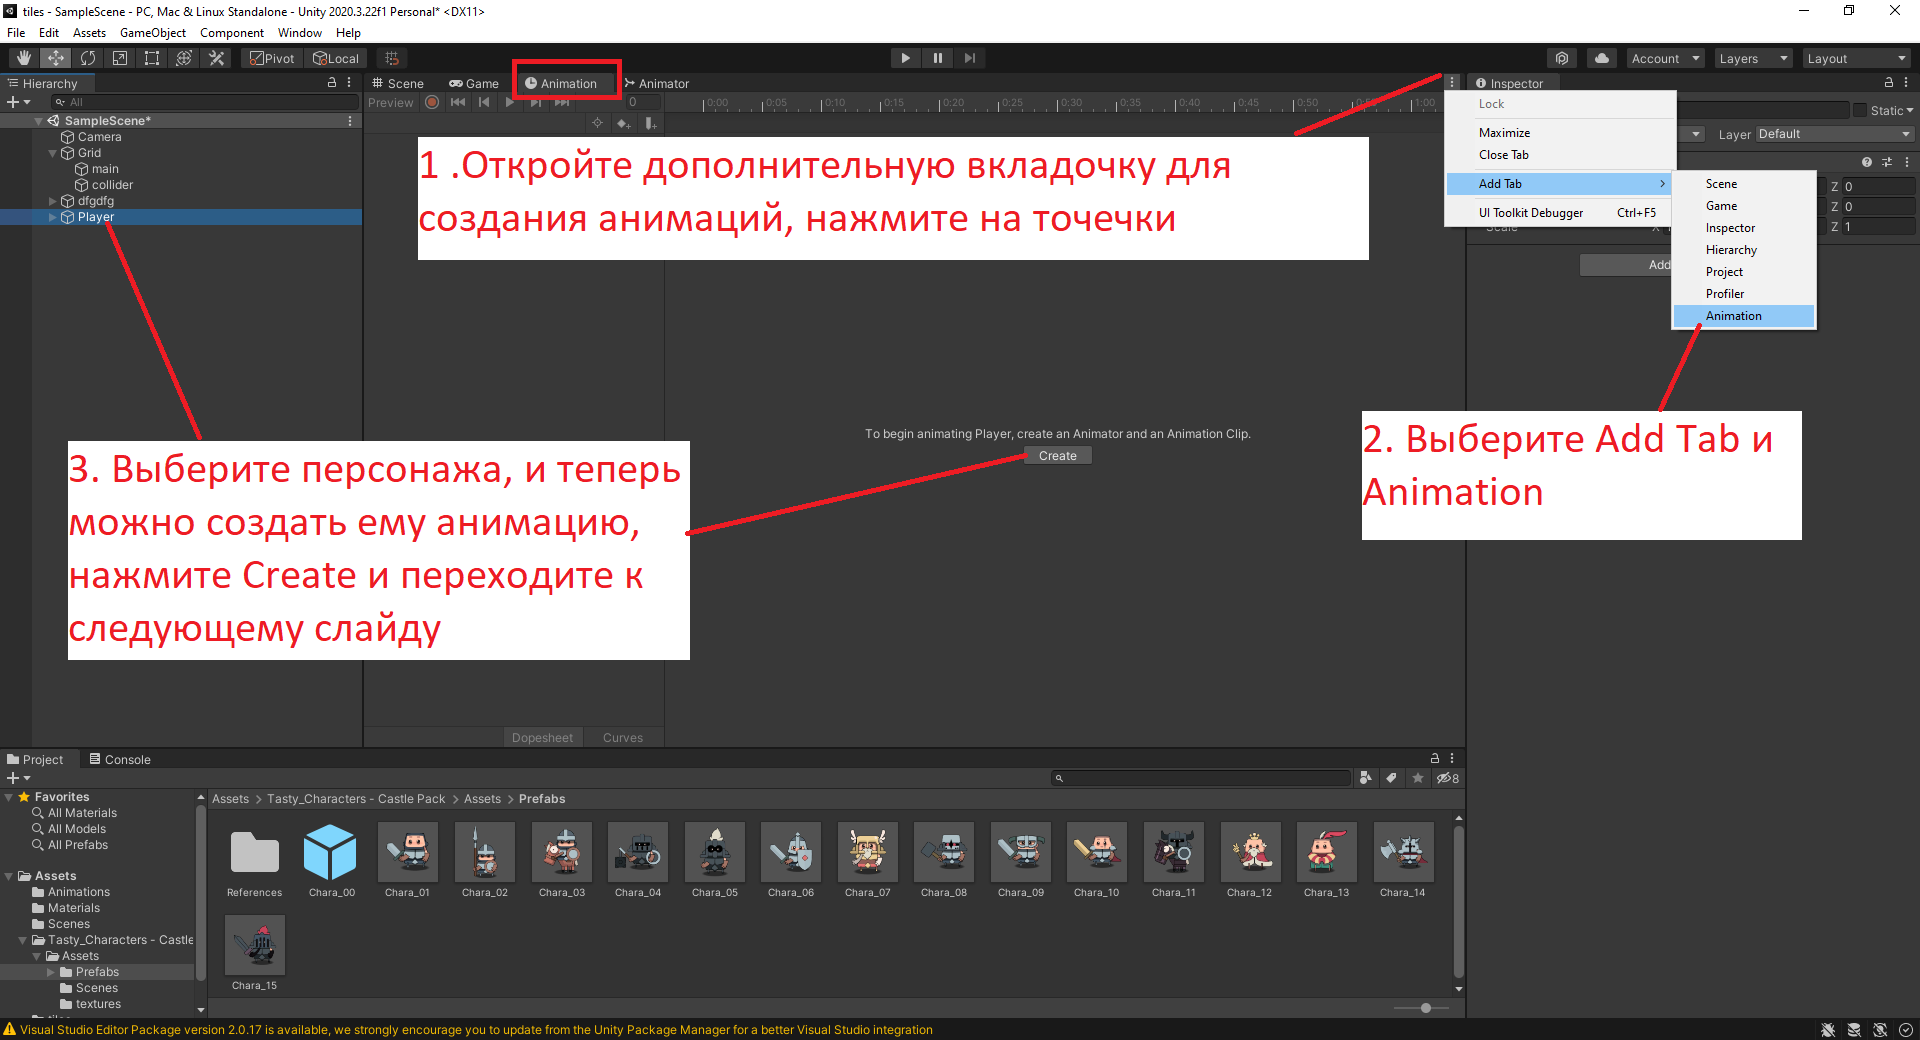 tiles - SampleScene - PC, Mac & Linux Standalone - Unity 2020.3.22f1 Personal* <DX11>
File Edit Assets GameObject Component Window Help
Pivot Local Account Layers Layout
Hierarchy
Scene Game Animation Animator
Inspector
All
Preview 0 0:00 0:05 0:10 0:15 0:20 0:25 0:30 0:35 0:40 0:45 0:50 1:00
Lock
Maximize
Close Tab
Add Tab
UI Toolkit Debugger Ctrl+F5
Static
Layer Default
Scene
Game
Inspector
Hierarchy
Project
Profiler
Animation
Z 0
Z 0
Scale X Z 1
Add
SampleScene*
Camera
Grid
main
collider
dfgdfg
Player
1 .Откройте дополнительную вкладочку для
создания анимаций, нажмите на точечки
2. Выберите Add Tab и
Animation
3. Выберите персонажа, и теперь
можно создать ему анимацию,
нажмите Create и переходите к
следующему слайду
To begin animating Player, create an Animator and an Animation Clip.
Create
Dopesheet Curves
Project Console
8
Favorites
All Materials
All Models
All Prefabs
Assets
Animations
Materials
Scenes
Tasty_Characters - Castle
Assets
Prefabs
Scenes
textures
Assets > Tasty_Characters - Castle Pack > Assets > Prefabs
References Chara_00 Chara_01 Chara_02 Chara_03 Chara_04 Chara_05 Chara_06 Chara_07 Chara_08 Chara_09 Chara_10 Chara_11 Chara_12 Chara_13 Chara_14
Chara_15
Visual Studio Editor Package version 2.0.17 is available, we strongly encourage you to update from the Unity Package Manager for a better Visual Studio integration